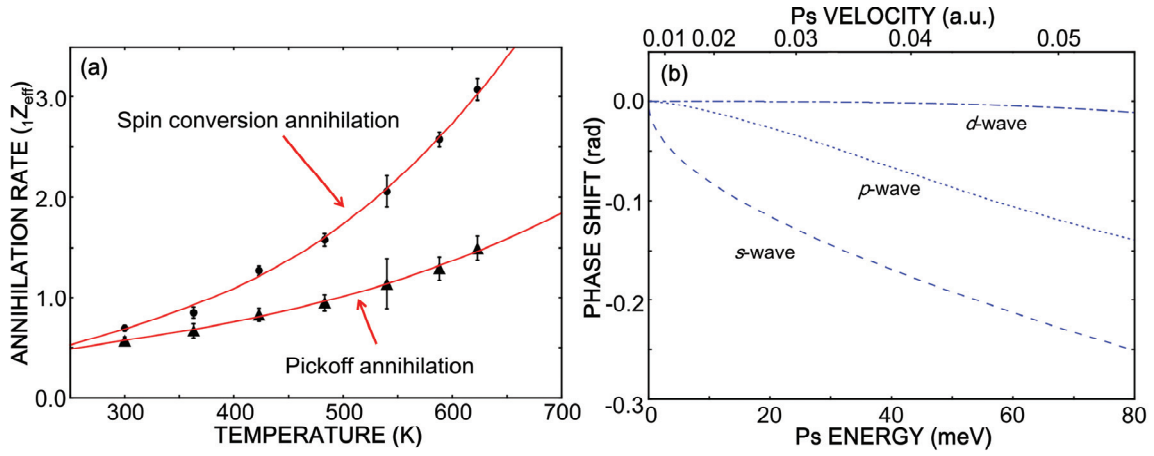 (a)
ANNIHILATION RATE (₁Zeff)
3.0
2.0
1.0
0.0
Spin conversion annihilation
Pickoff annihilation
300 400 500 600 700
TEMPERATURE (K)
Ps VELOCITY (a.u.)
0.01 0.02 0.03 0.04 0.05
(b)
PHASE SHIFT (rad)
0.0
-0.1
-0.2
-0.3
d-wave
p-wave
s-wave
0 20 40 60 80
Ps ENERGY (meV)